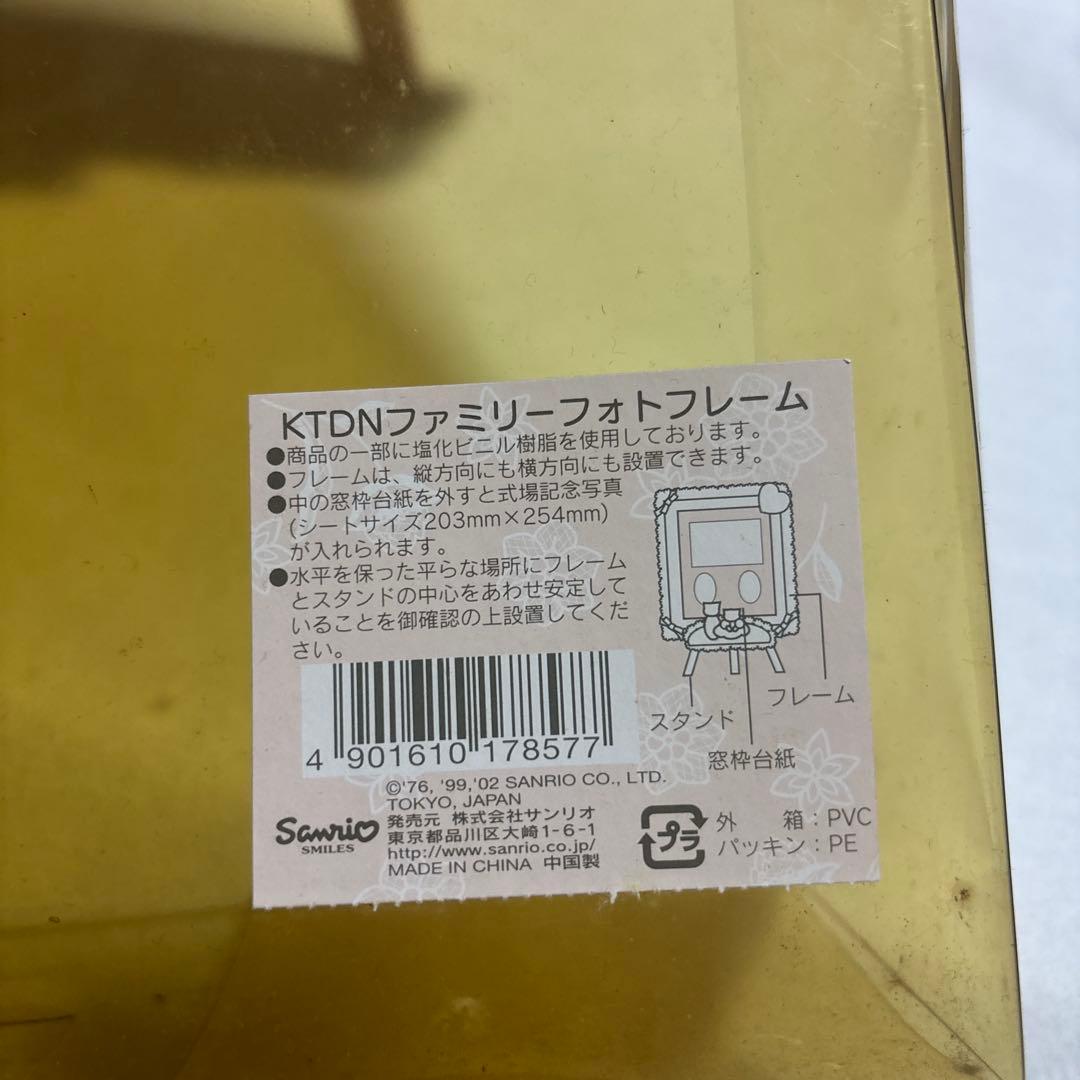 KTDNファミリーフォトフレーム
●商品の一部に塩化ビニル樹脂を使用しております。
●フレームは、縦方向にも横方向にも設置できます。
●中の窓枠台紙を外すと式場記念写真
(シートサイズ203mm×254mm)
が入れられます。
●水平を保った平らな場所にフレーム
とスタンドの中心をあわせ安定して
いることを御確認の上設置してくだ
さい。
フレーム
スタンド
窓枠台紙
4 901610 178577
©'76, '99,'02 SANRIO CO., LTD.
TOKYO, JAPAN
Sanrio
SMILES
発売元 株式会社サンリオ
東京都品川区大崎1-6-1
http://www.sanrio.co.jp/
MADE IN CHINA 中国製
プラ
外 箱：PVC
パッキン：PE